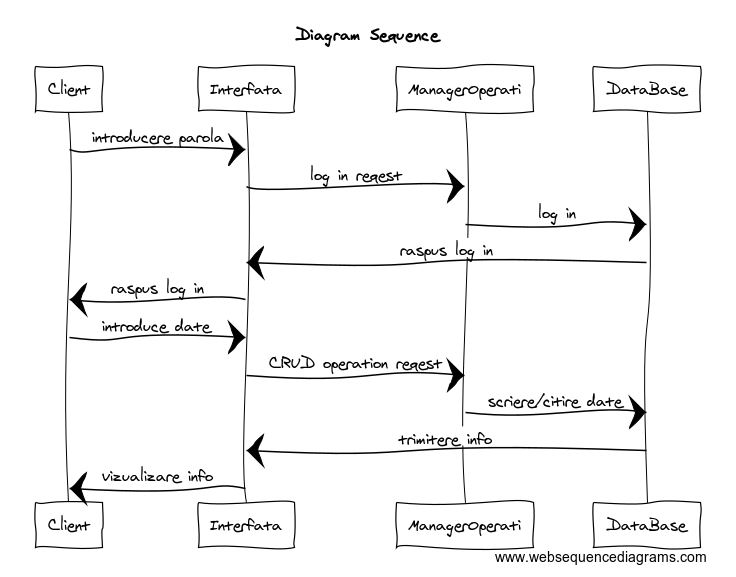 Diagram Sequence
Client Interfata ManagerOperati DataBase
introducere parola
log in reqest
log in
raspus log in
raspus log in
introduce date
CRUD operation reqest
scriere/citire date
trimitere info
vizualizare info
Client Interfata ManagerOperati DataBase
www.websequencediagrams.com